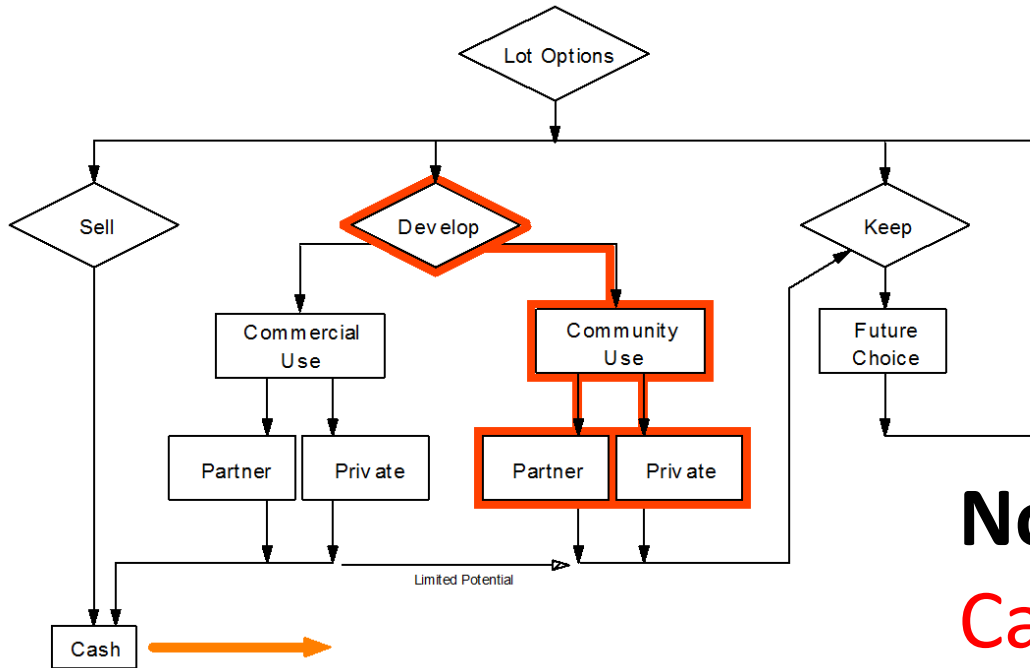 Lot Options
Sell
Develop
Keep
Commercial
Use
Community
Use
Future
Choice
Partner
Private
Partner
Private
Limited Potential
Cash